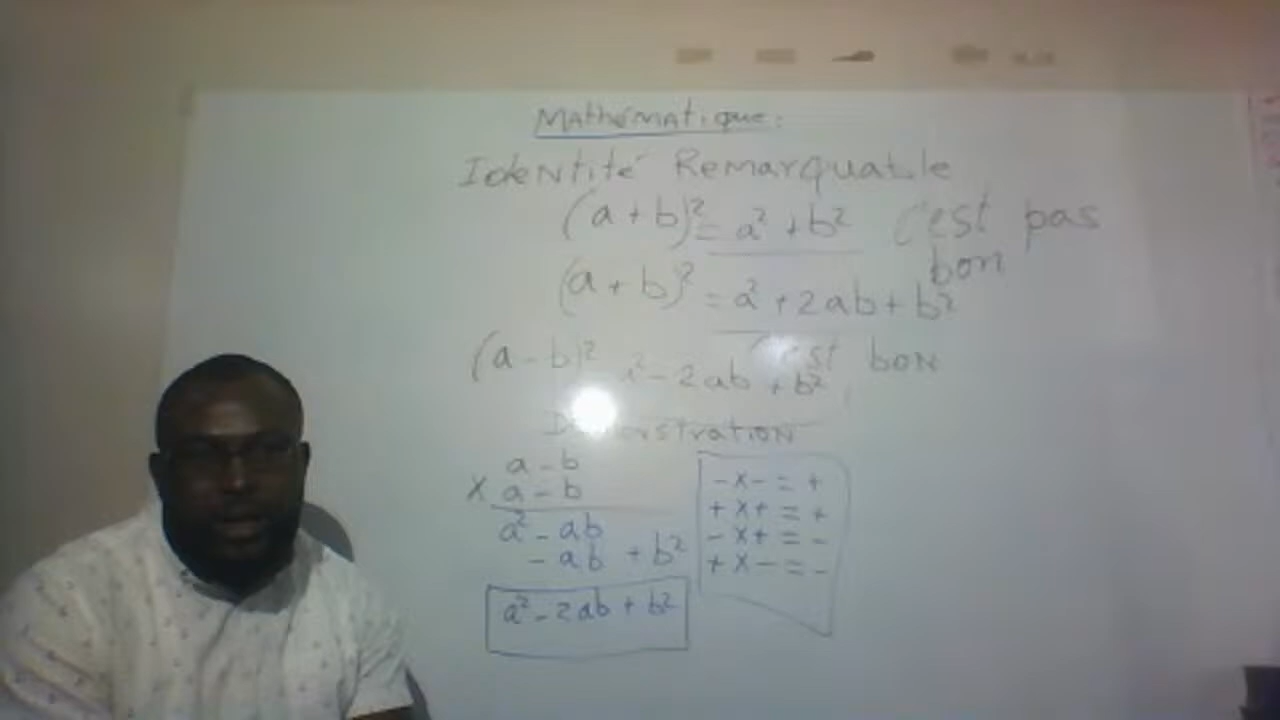 Mathématique:
Identité Remarquable
(a + b)² = a² + b² c'est pas
bon
(a + b)² = a² + 2ab + b²
c'est bon
(a - b)² a² - 2ab + b²
Démonstration
a - b
X a - b
a² - ab
- ab + b²
a² - 2ab + b²
- x - = +
+ x + = +
- x + = -
+ x - = -